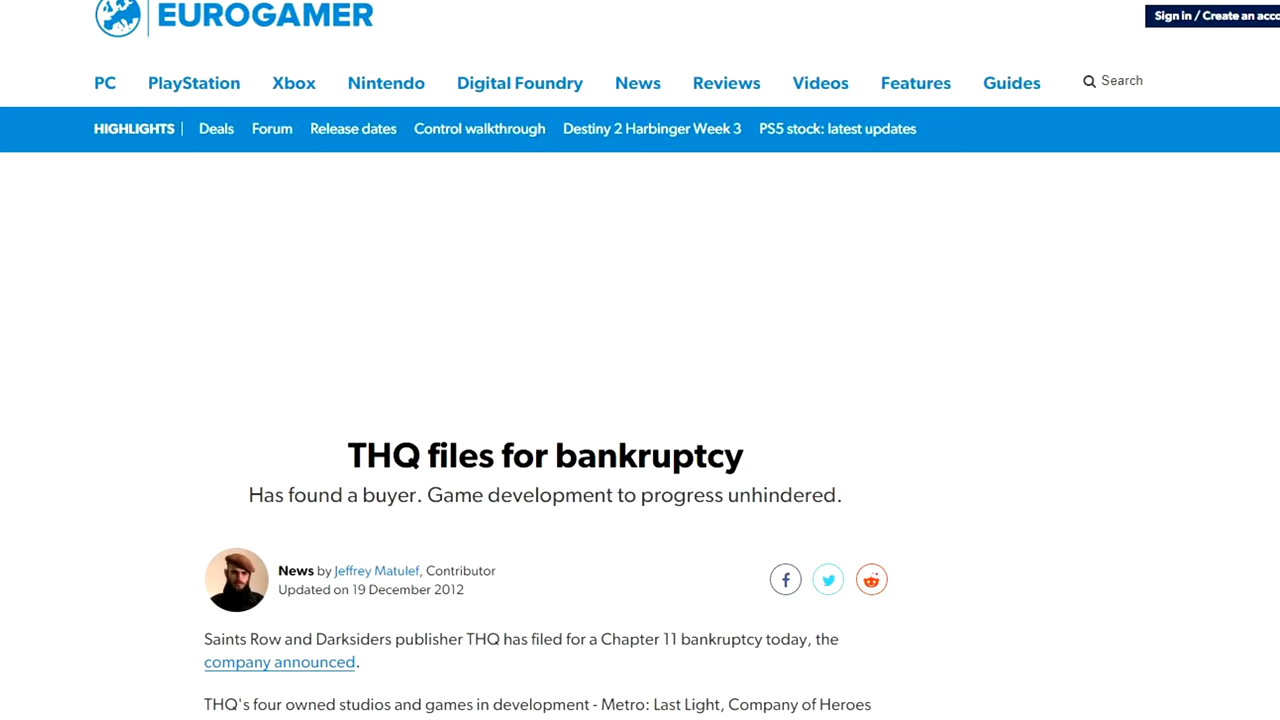 EUROGAMER
Sign in / Create an acco
PC PlayStation Xbox Nintendo Digital Foundry News Reviews Videos Features Guides Search
HIGHLIGHTS | Deals Forum Release dates Control walkthrough Destiny 2 Harbinger Week 3 PS5 stock: latest updates
THQ files for bankruptcy
Has found a buyer. Game development to progress unhindered.
News by Jeffrey Matulef, Contributor
Updated on 19 December 2012
Saints Row and Darksiders publisher THQ has filed for a Chapter 11 bankruptcy today, the
company announced.
THQ's four owned studios and games in development - Metro: Last Light, Company of Heroes